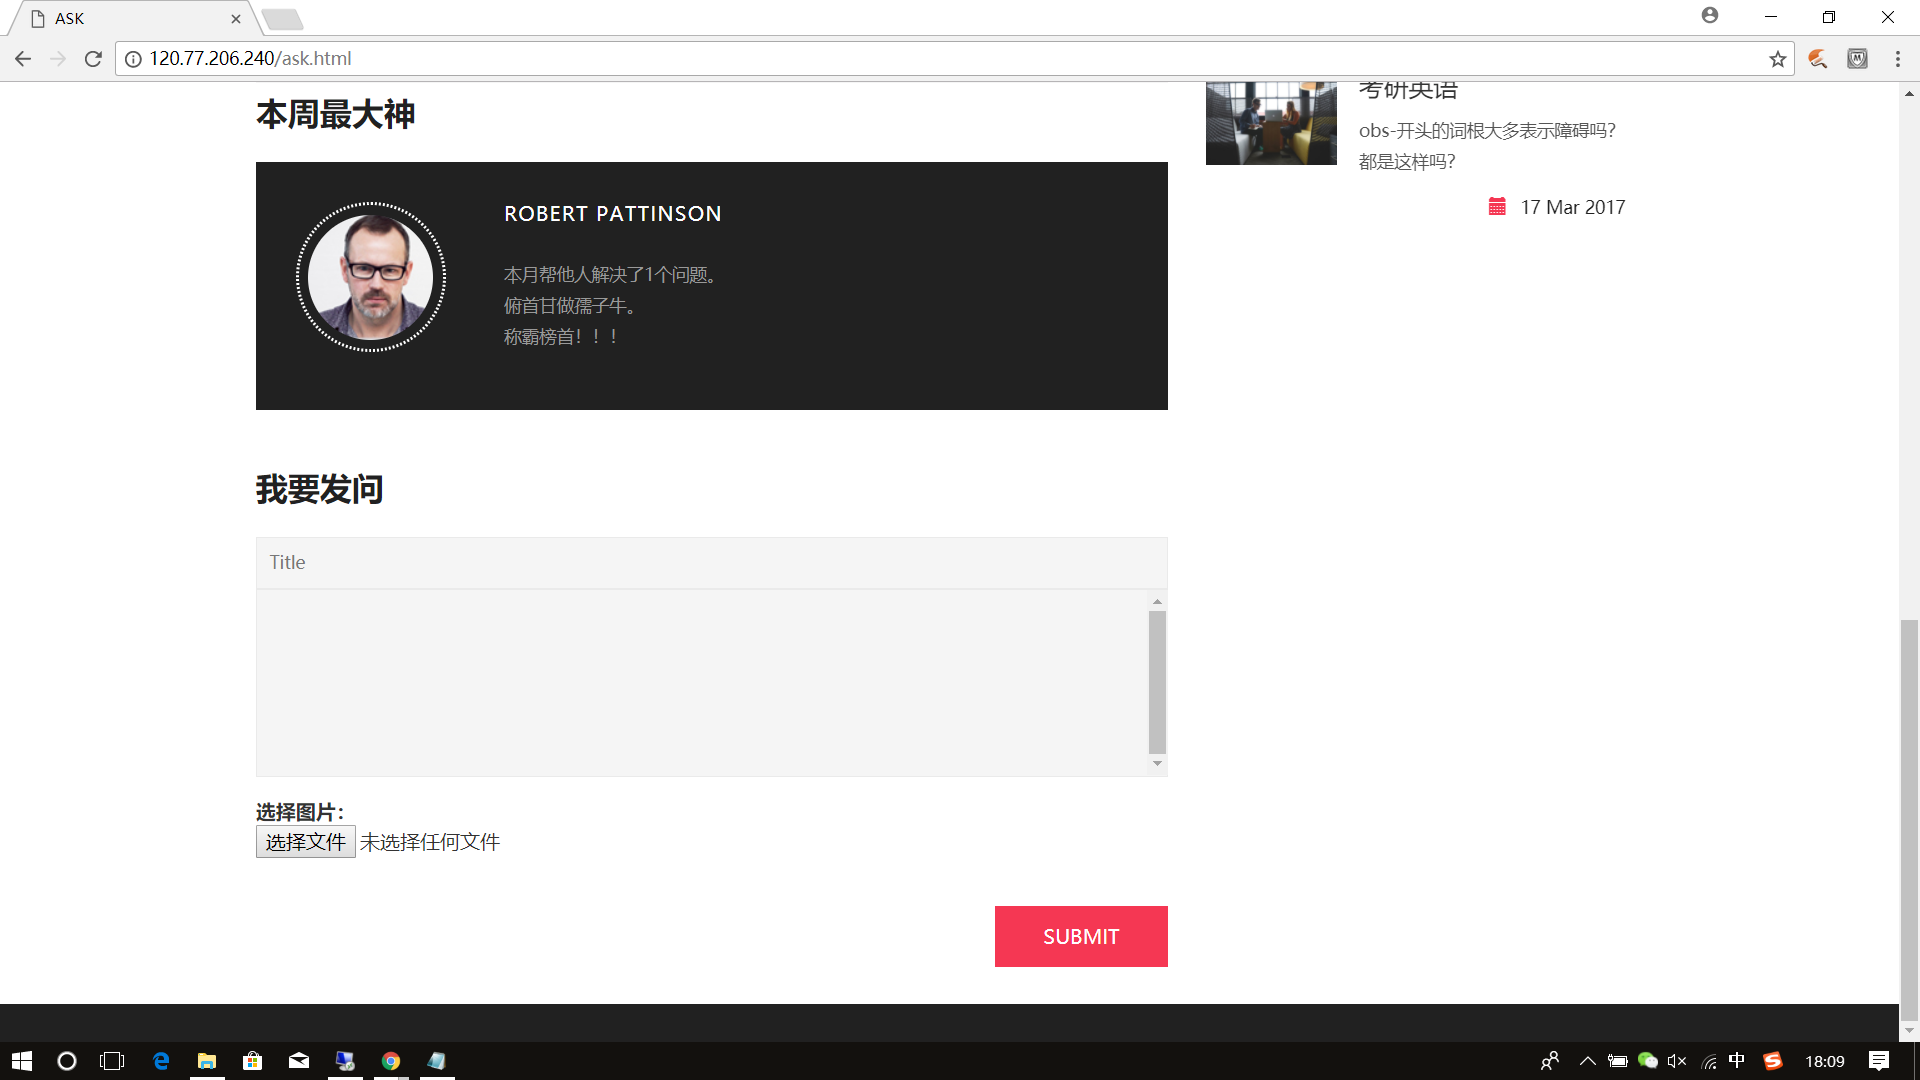 ASK
120.77.206.240/ask.html
本周最大神
ROBERT PATTINSON
本月帮他人解决了1个问题。
俯首甘做孺子牛。
称霸榜首！！！
考研英语
obs-开头的词根大多表示障碍吗？
都是这样吗？
17 Mar 2017
我要发问
Title
选择图片：
选择文件 未选择任何文件
SUBMIT
中
18:09